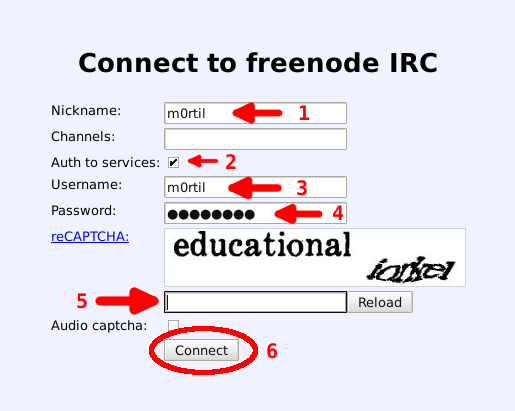 Connect to freenode IRC
Nickname: m0rtil 1
Channels:
Auth to services: 2
Username: m0rtil 3
Password: ●●●●●●●● 4
reCAPTCHA: educational
5 Reload
Audio captcha:
Connect 6